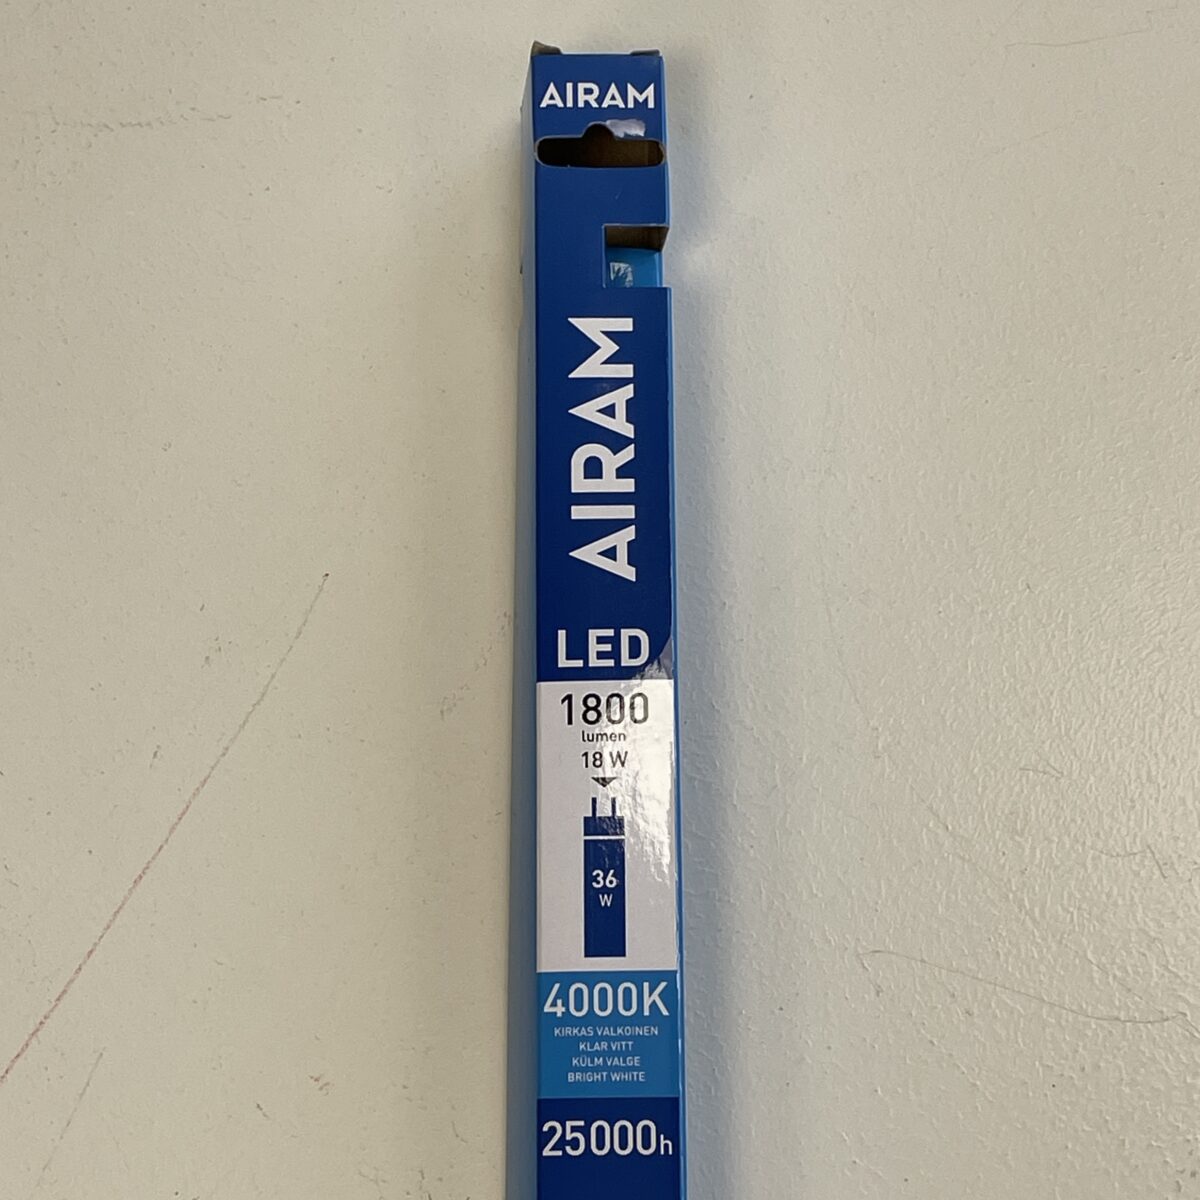 AIRAM
AIRAM
LED
1800
lumen
18 W
36
W
4000K
KIRKAS VALKOINEN
KLAR VITT
KÜLM VALGE
BRIGHT WHITE
25000h